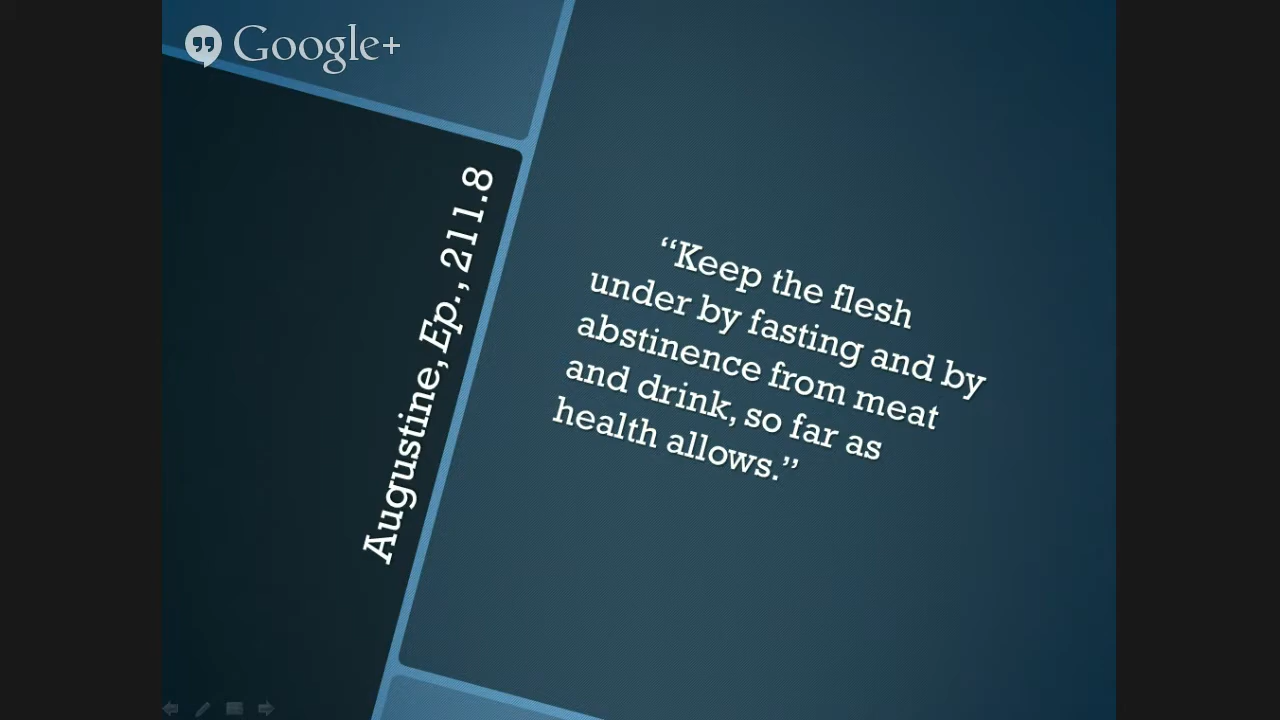 Google+
Augustine, Ep., 211.8
“Keep the flesh
under by fasting and by
abstinence from meat
and drink, so far as
health allows.”